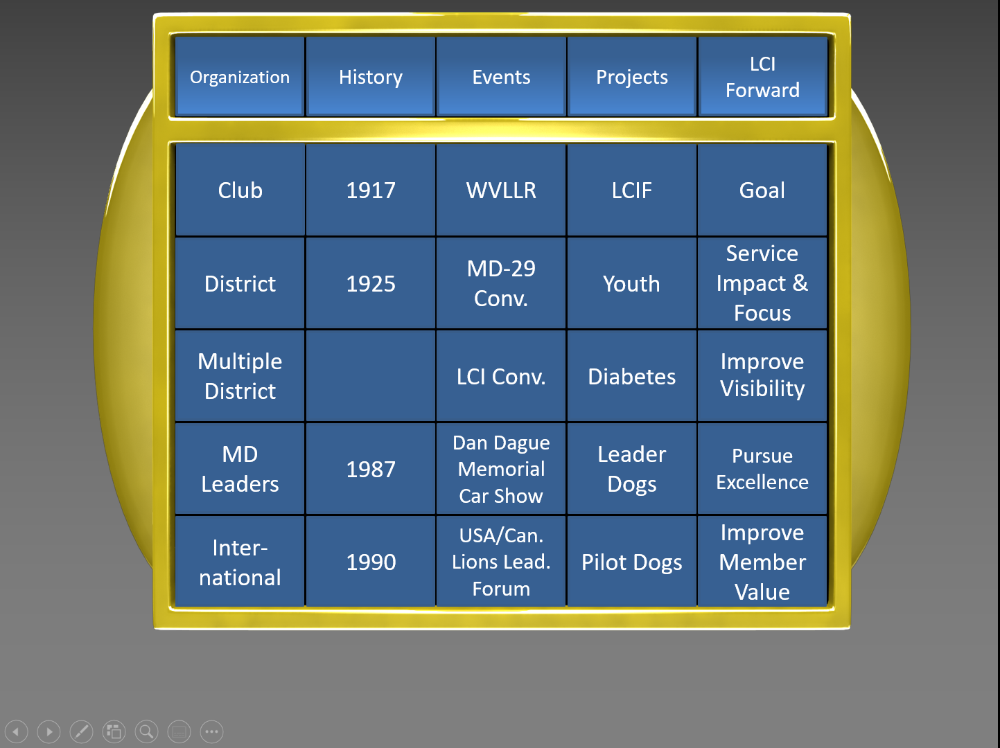 Organization
History
Events
Projects
LCI
Forward
Club
1917
WVLLR
LCIF
Goal
District
1925
MD-29
Conv.
Youth
Service
Impact &
Focus
Multiple
District
LCI Conv.
Diabetes
Improve
Visibility
MD
Leaders
1987
Dan Dague
Memorial
Car Show
Leader
Dogs
Pursue
Excellence
Inter-
national
1990
USA/Can.
Lions Lead.
Forum
Pilot Dogs
Improve
Member
Value